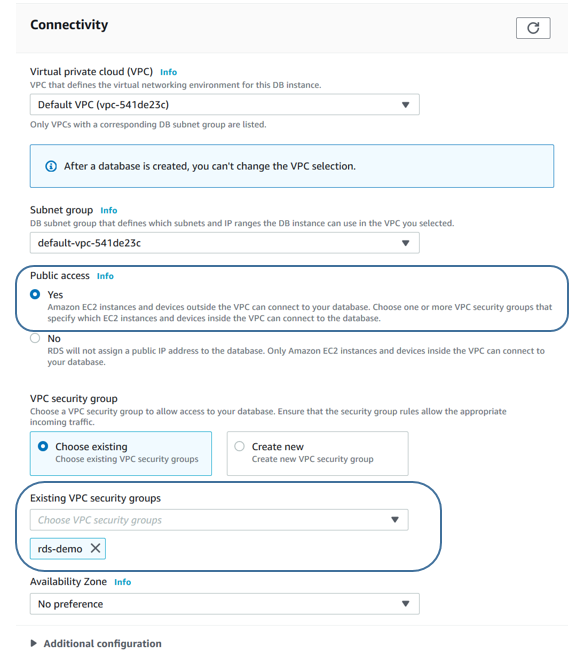 Connectivity
Virtual private cloud (VPC) Info
VPC that defines the virtual networking environment for this DB instance.
Default VPC (vpc-541de23c)
Only VPCs with a corresponding DB subnet group are listed.
After a database is created, you can't change the VPC selection.
Subnet group Info
DB subnet group that defines which subnets and IP ranges the DB instance can use in the VPC you selected.
default-vpc-541de23c
Public access Info
Yes
Amazon EC2 instances and devices outside the VPC can connect to your database. Choose one or more VPC security groups that
specify which EC2 instances and devices inside the VPC can connect to the database.
No
RDS will not assign a public IP address to the database. Only Amazon EC2 instances and devices inside the VPC can connect to
your database.
VPC security group
Choose a VPC security group to allow access to your database. Ensure that the security group rules allow the appropriate
incoming traffic.
Choose existing
Choose existing VPC security groups
Create new
Create new VPC security group
Existing VPC security groups
Choose VPC security groups
rds-demo
Availability Zone Info
No preference
Additional configuration